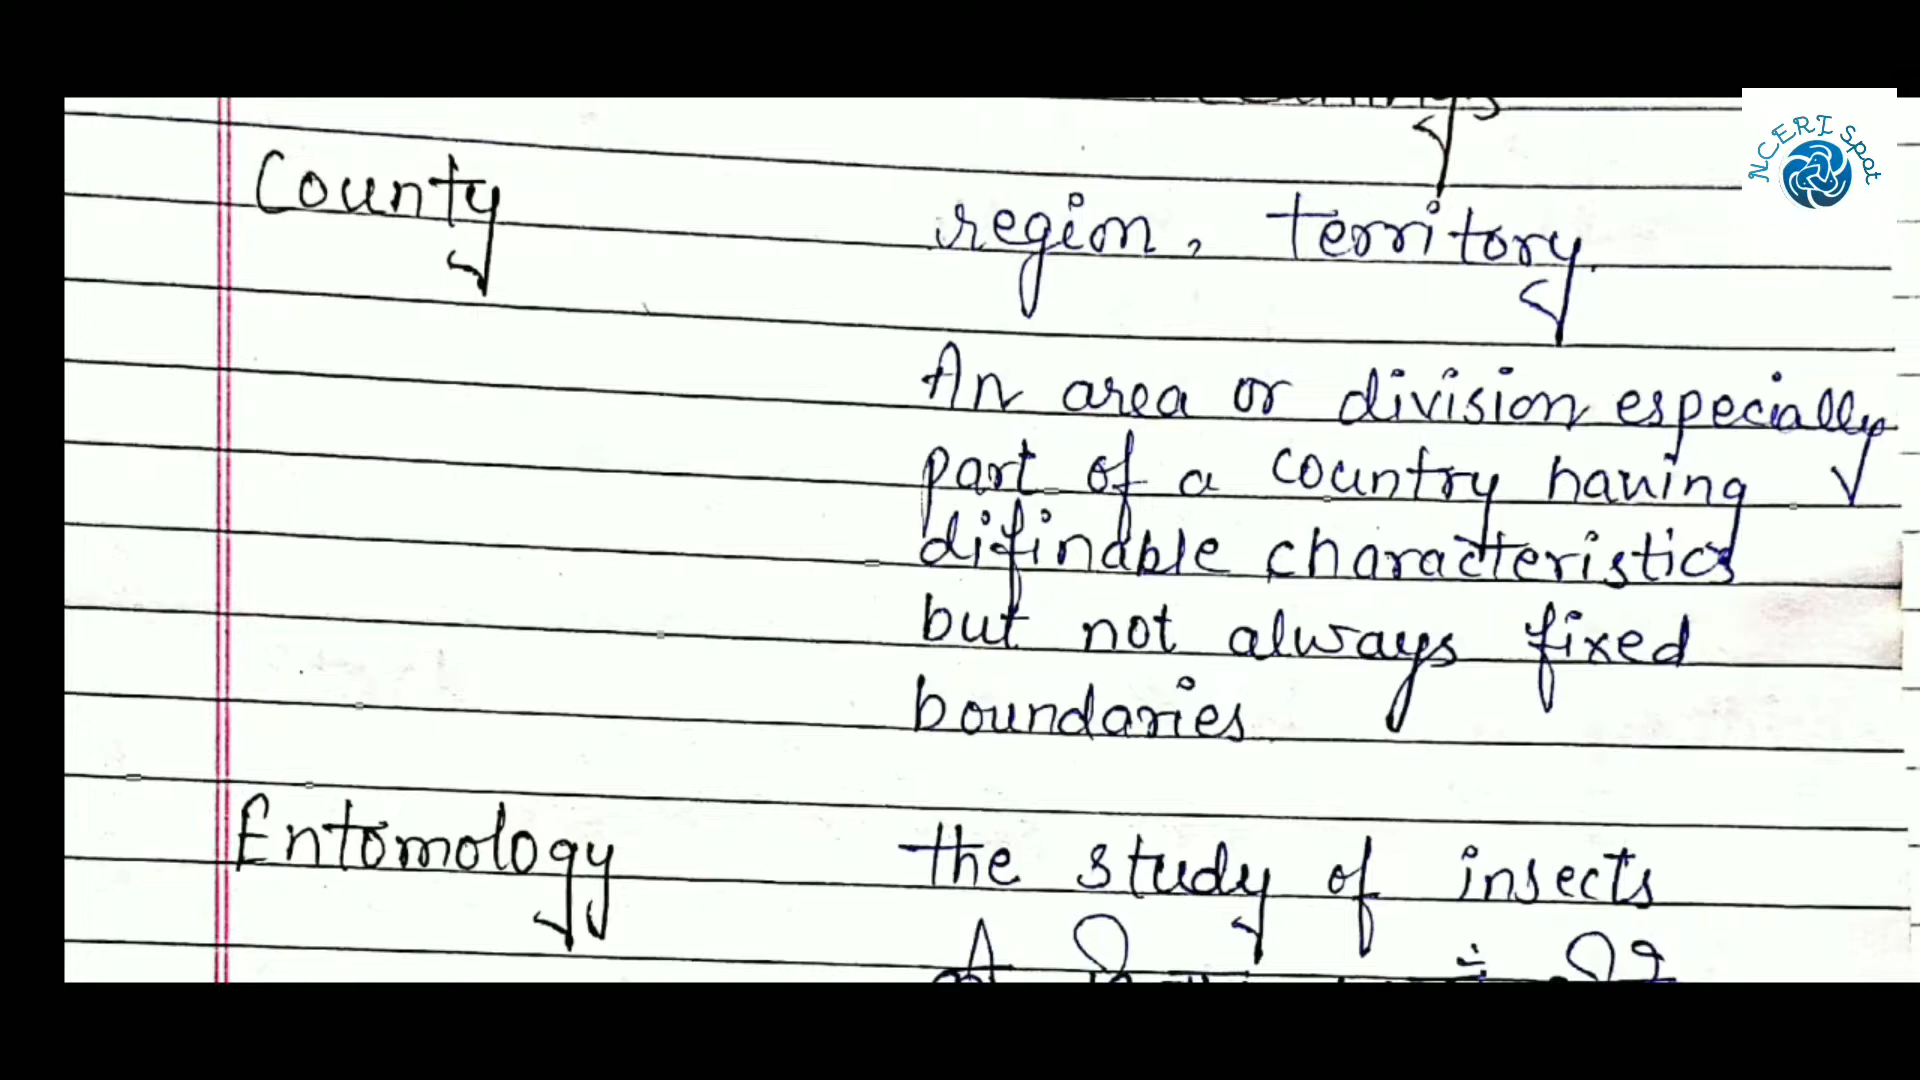 NCERT Spot
County
region, territory
An area or division especially
part of a country having
difinable characteristics
but not always fixed
boundaries
Entomology
the study of insects